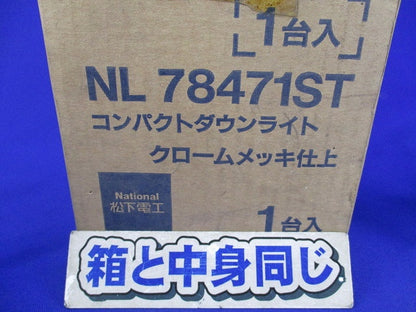 1台入
NL 78471ST
コンパクトダウンライト
クロームメッキ仕上
National
松下電工
1台入
箱と中身同じ.